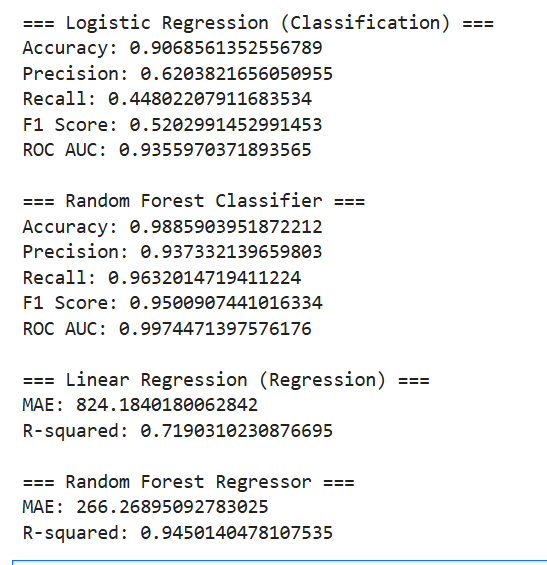 === Logistic Regression (Classification) ===
Accuracy: 0.9068561352556789
Precision: 0.6203821656050955
Recall: 0.44802207911683534
F1 Score: 0.5202991452991453
ROC AUC: 0.9355970371893565
=== Random Forest Classifier ===
Accuracy: 0.9885903951872212
Precision: 0.937332139659803
Recall: 0.9632014719411224
F1 Score: 0.9500907441016334
ROC AUC: 0.9974471397576176
=== Linear Regression (Regression) ===
MAE: 824.1840180062842
R-squared: 0.7190310230876695
=== Random Forest Regressor ===
MAE: 266.26895092783025
R-squared: 0.9450140478107535